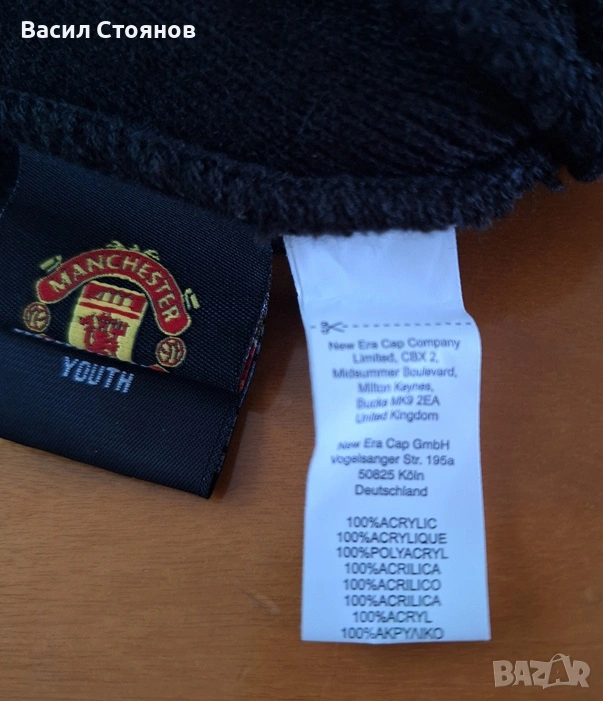 Васил Стоянов
MANCHESTER
YOUTH
New Era Cap Company
Limited, CBX 2,
Midsummer Boulevard,
Milton Keynes,
Bucks MK9 2EA
United Kingdom
New Era Cap GmbH
Vogelsanger Str. 195a
50825 Köln
Deutschland
100%ACRYLIC
100%ACRYLIQUE
100%POLYACRYL
100%ACRILICA
100%ACRILICO
100%ACRILICA
100%ACRYL
100%ΑΚΡΥΛΙΚΟ
BAZAR